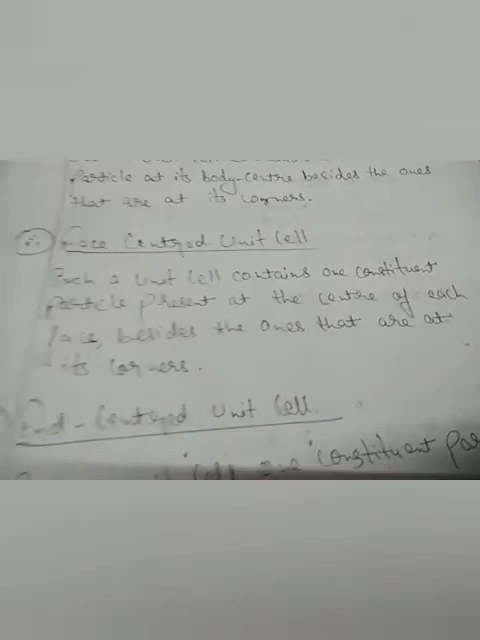 Particle at its body-centre besides the ones
that are at its corners.
Face Centred Unit Cell
Such a unit cell contains one constituent
Particle Present at the centre of each
face, besides the ones that are at
its corners.
End-Centred Unit Cell
constituent